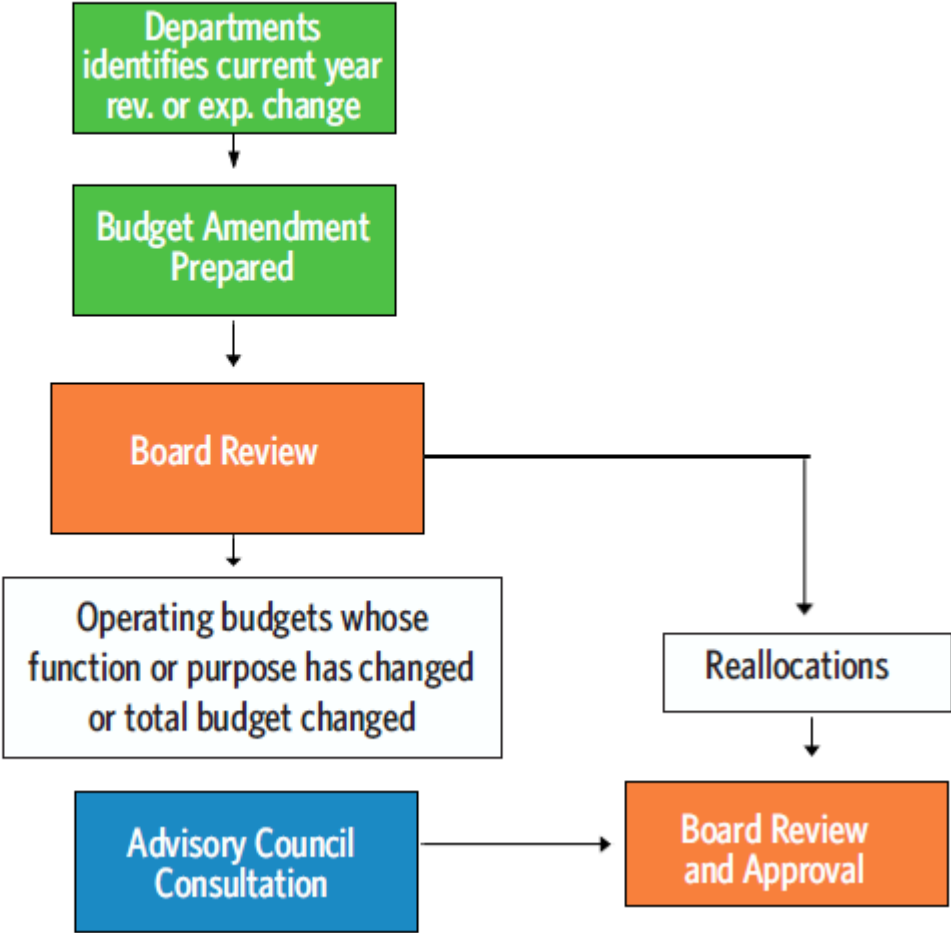 Departments
identifies current year
rev. or exp. change
Budget Amendment
Prepared
Board Review
Operating budgets whose
function or purpose has changed
or total budget changed
Reallocations
Advisory Council
Consultation
Board Review
and Approval